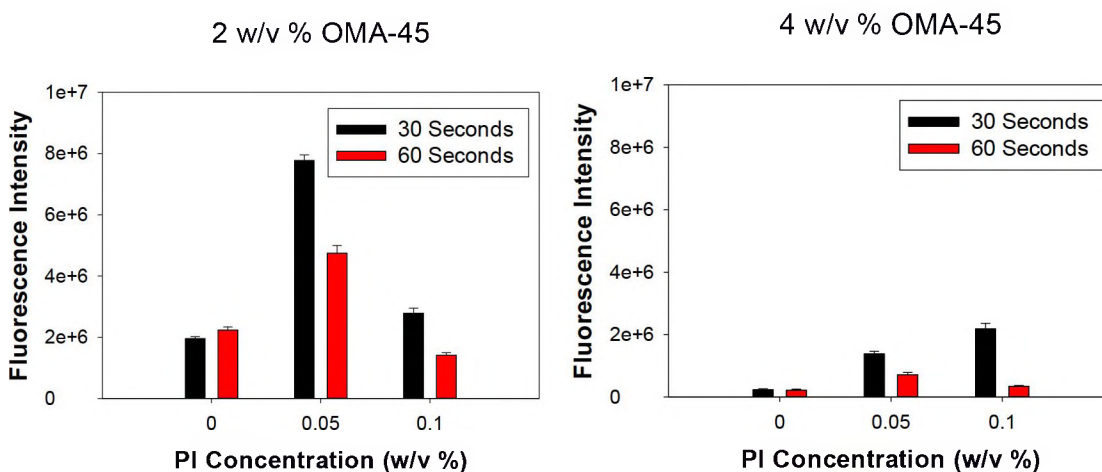 2 w/v % OMA-45
Fluorescence Intensity
1e+7
8e+6
6e+6
4e+6
2e+6
0
30 Seconds
60 Seconds
0 0.05 0.1
PI Concentration (w/v %)
4 w/v % OMA-45
Fluorescence Intensity
1e+7
8e+6
6e+6
4e+6
2e+6
0
30 Seconds
60 Seconds
0 0.05 0.1
PI Concentration (w/v %)